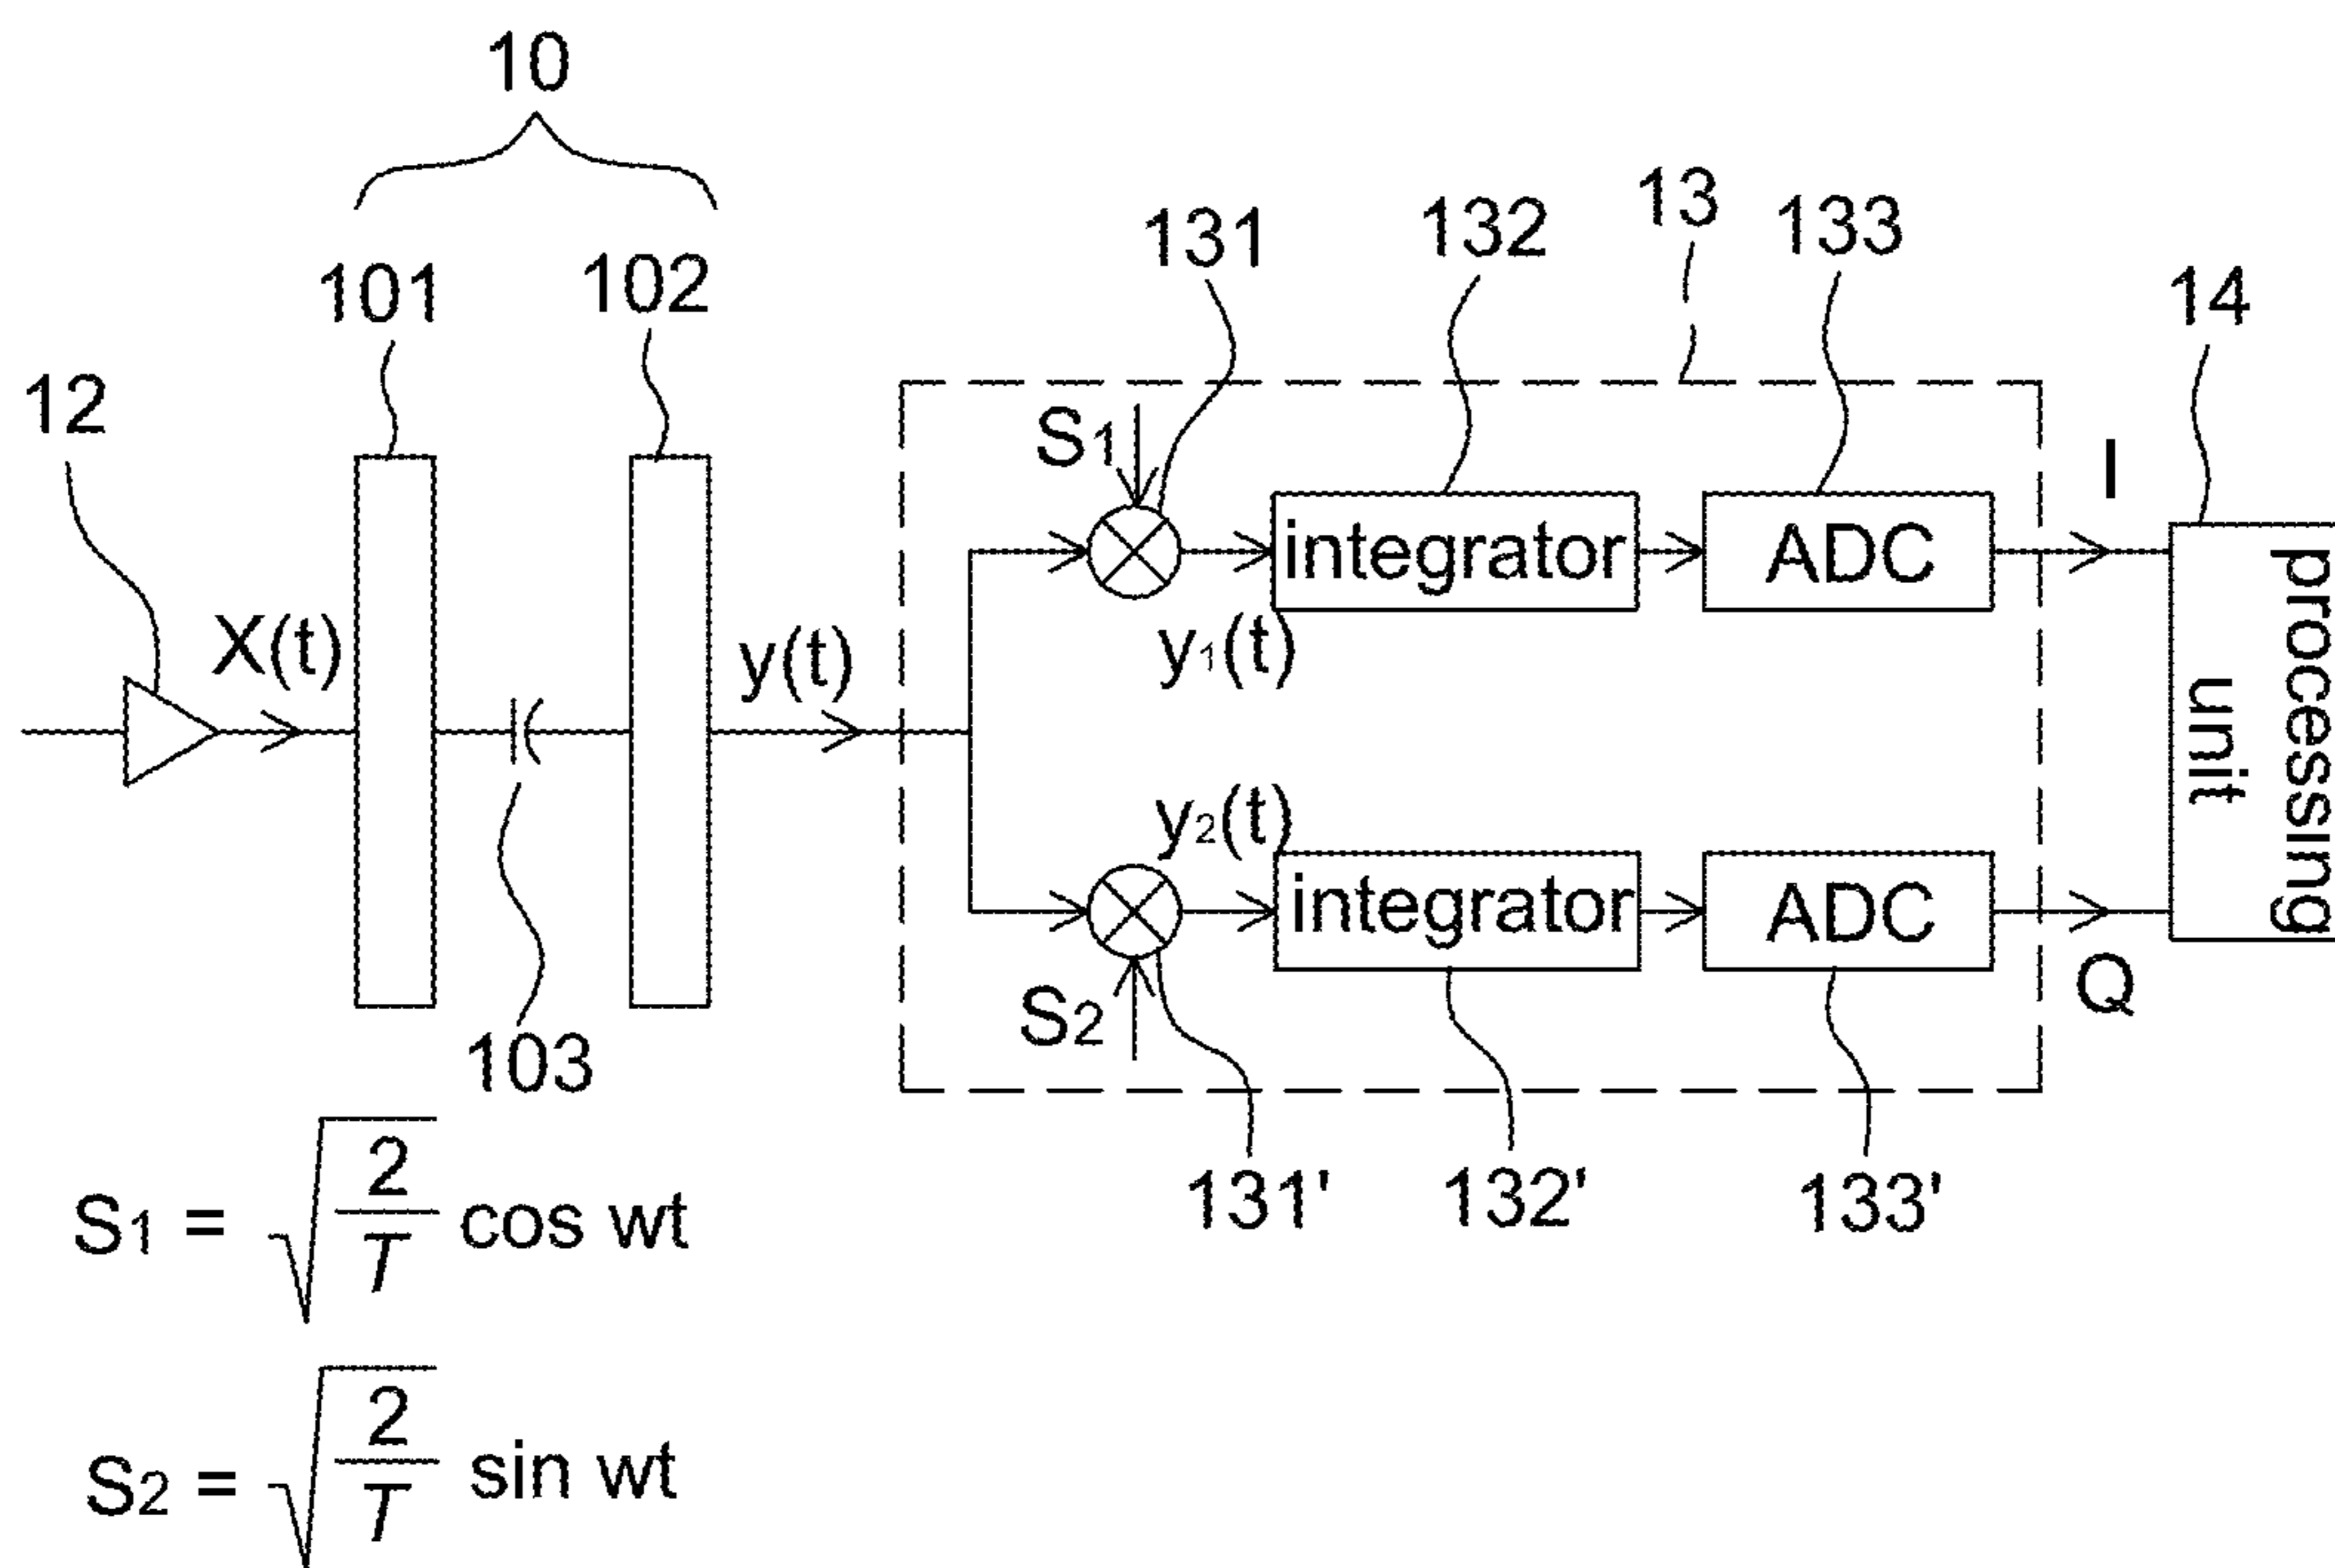 10
131
132
13
133
101
102
14
12
S1
I
X(t)
y(t)
integrator
ADC
y1(t)
processing
unit
y2(t)
integrator
ADC
S2
Q
103
131'
132'
133'
S1 = √(2/T) cos wt
S2 = √(2/T) sin wt